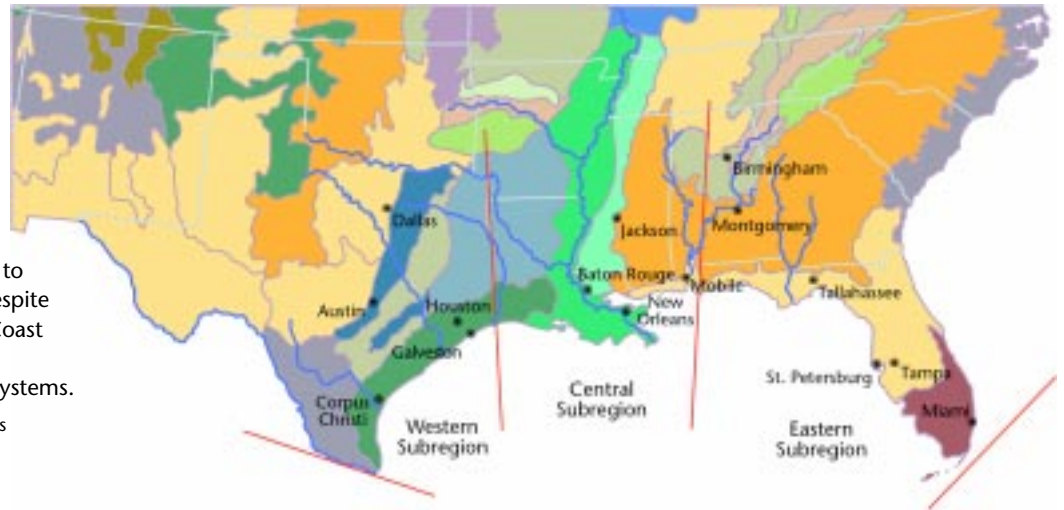 to
espite
Coast
ystems.
s
Birmingham
Dallas
Jackson
Montgomery
Baton Rouge
Mobile
Tallahassee
Austin
Houston
New
Orleans
Galveston
St. Petersburg
Tampa
Central
Subregion
Corpus
Christi
Miami
Western
Subregion
Eastern
Subregion